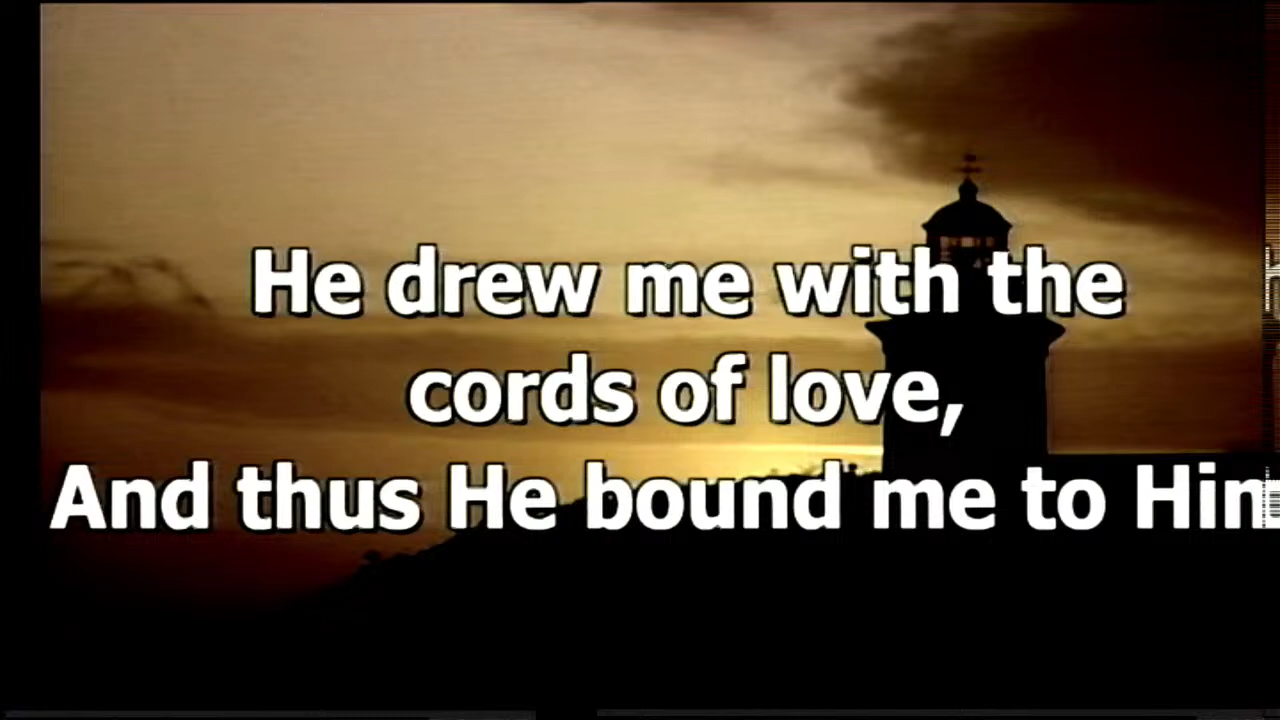 He drew me with the
cords of love,
And thus He bound me to Him